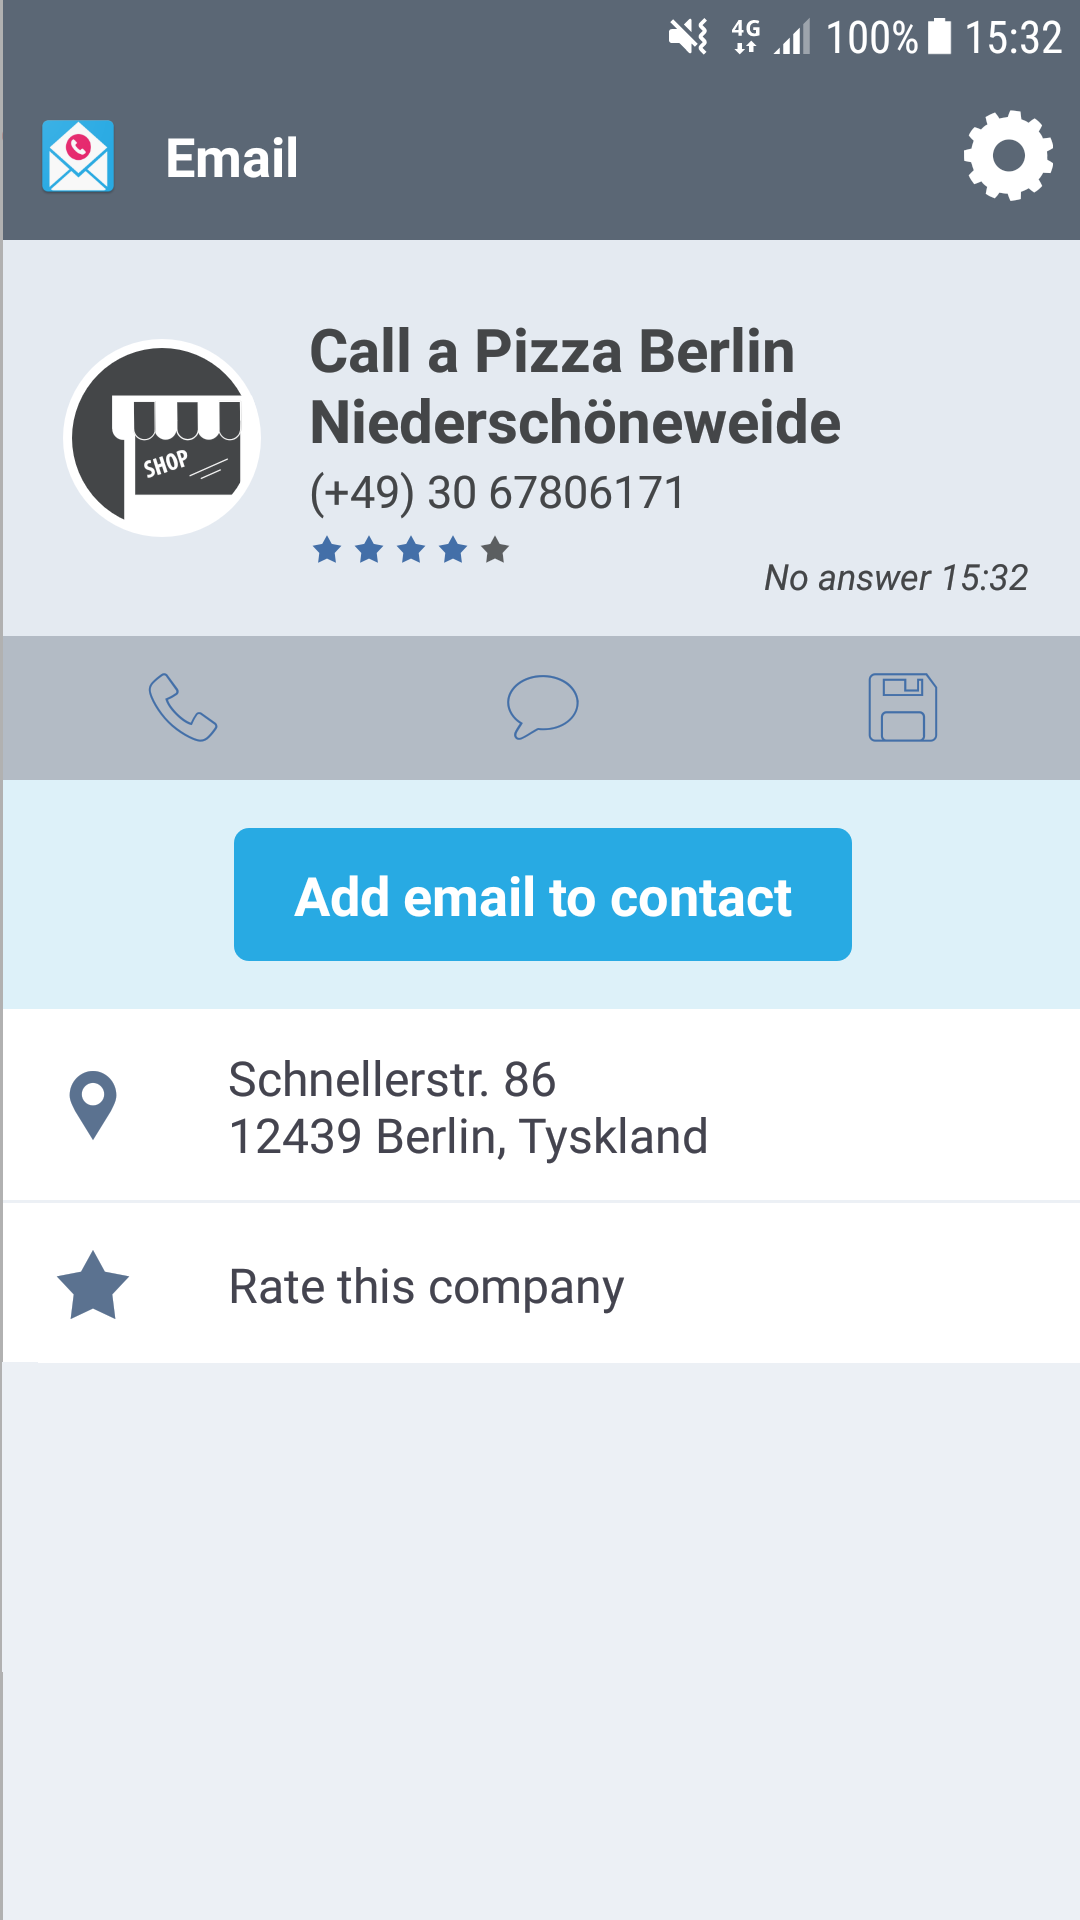 4G 100% 15:32
Email
Call a Pizza Berlin
Niederschöneweide
(+49) 30 67806171
SHOP
No answer 15:32
Add email to contact
Schnellerstr. 86
12439 Berlin, Tyskland
Rate this company